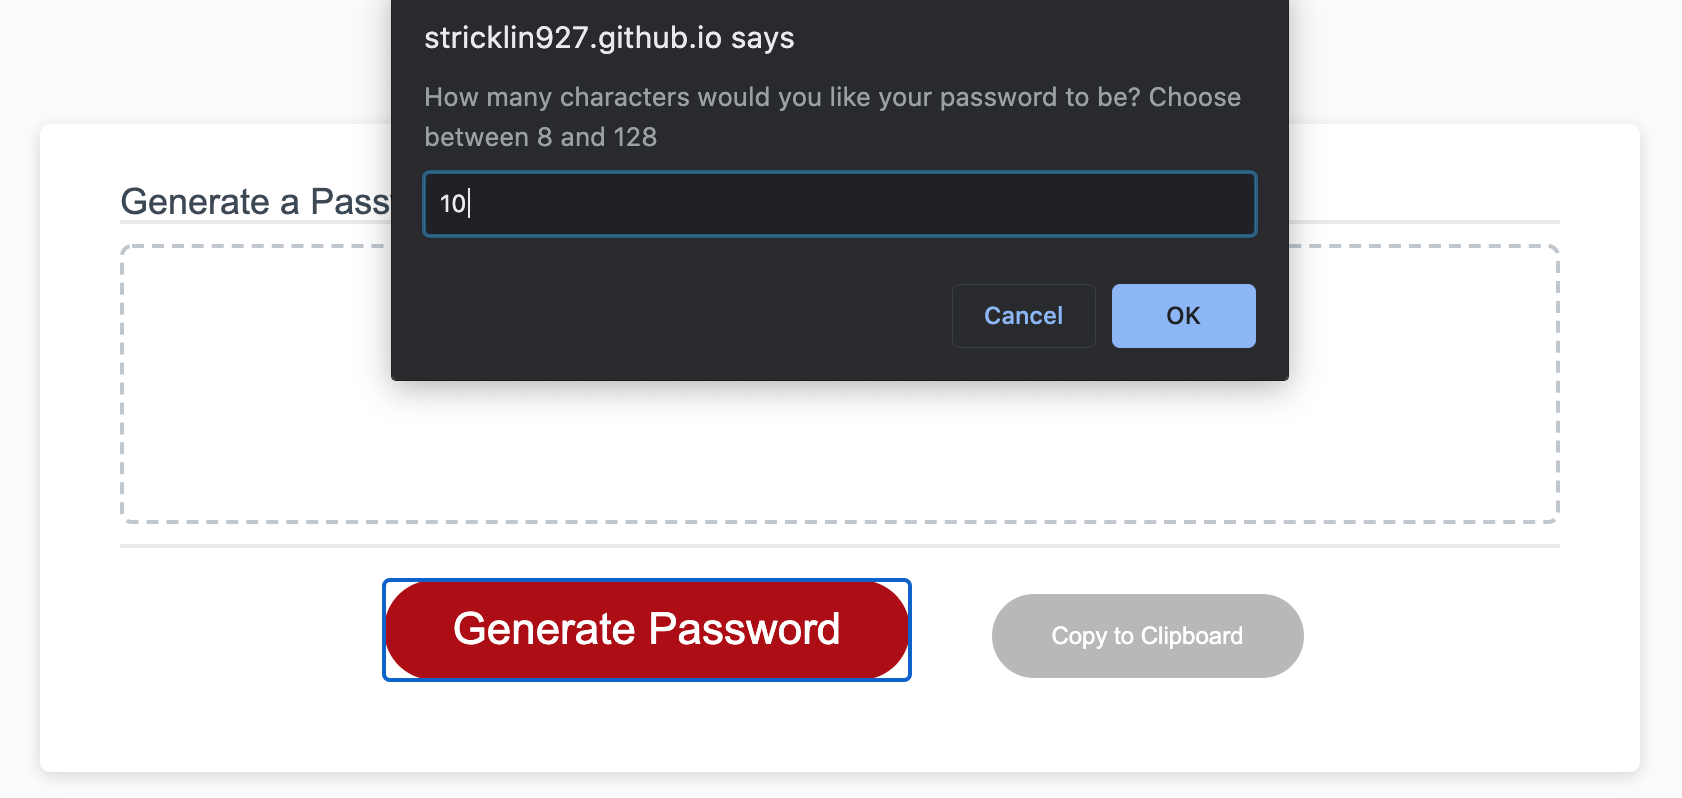 stricklin927.github.io says
How many characters would you like your password to be? Choose
between 8 and 128
Generate a Pass
10
Cancel
OK
Generate Password
Copy to Clipboard